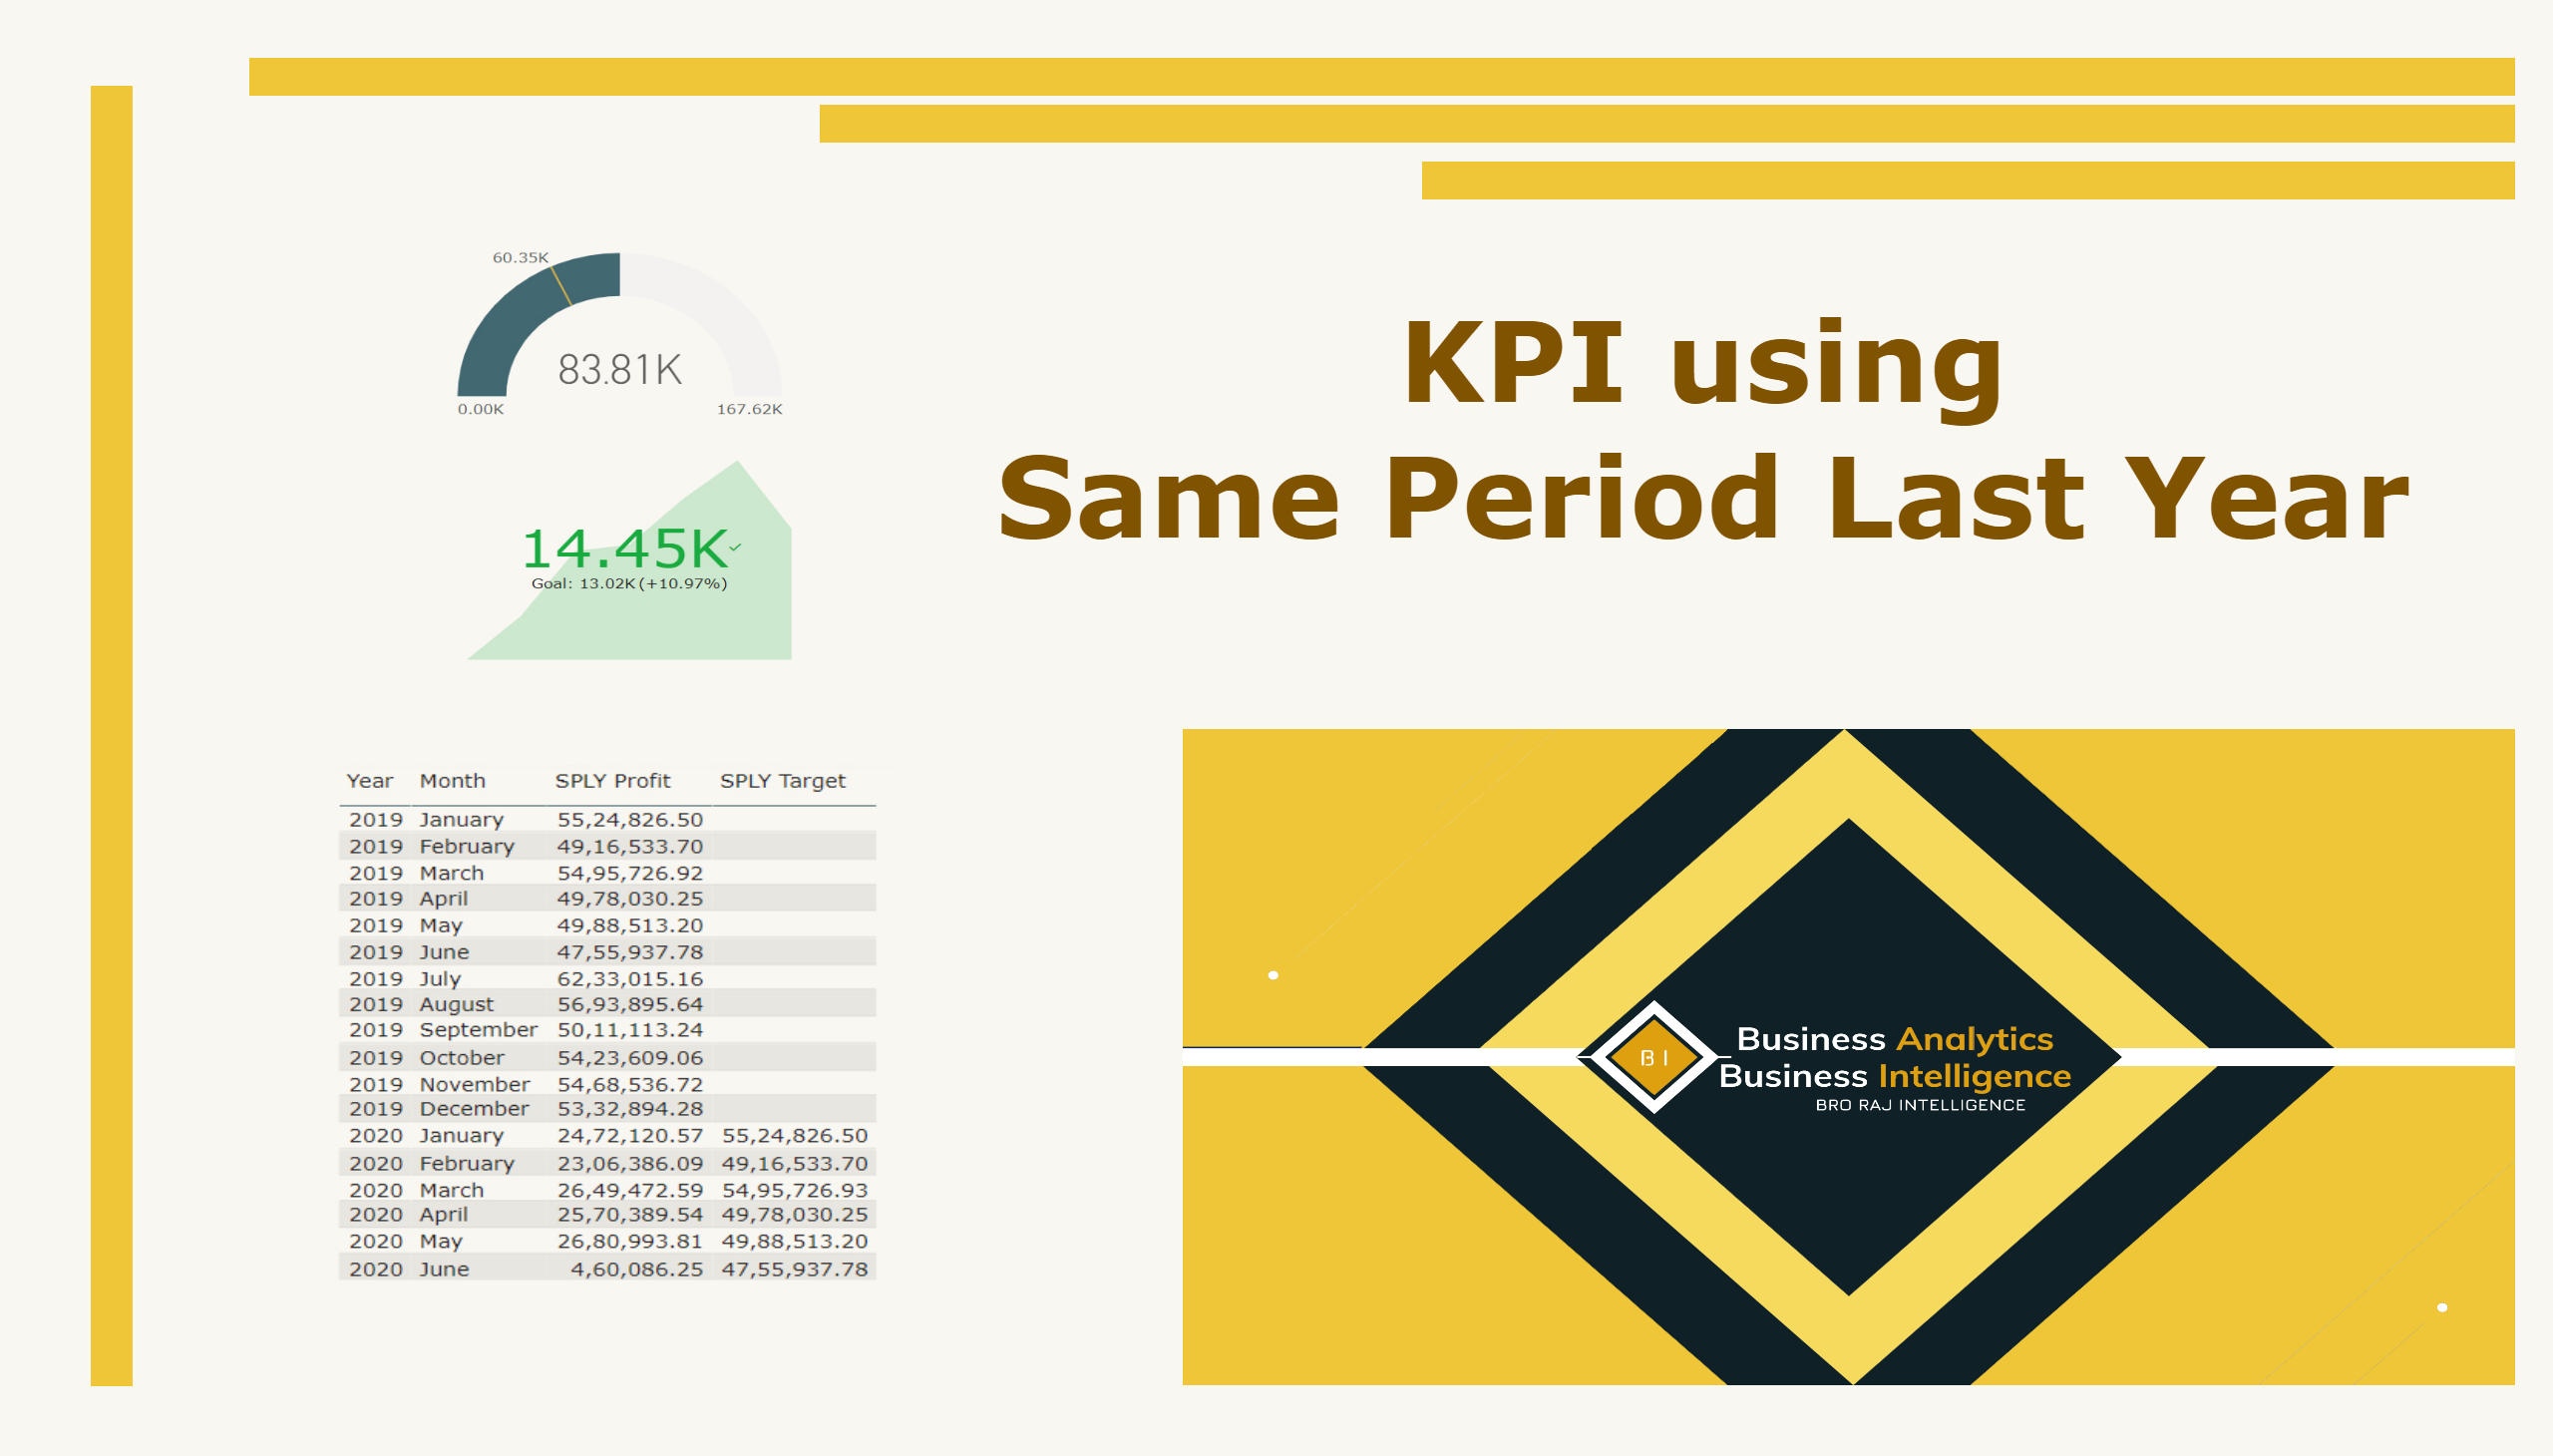 60.35K
83.81K
0.00K 167.62K
14.45K
Goal: 13.02K (+10.97%)
KPI using
Same Period Last Year
Year Month SPLY Profit SPLY Target
2019 January 55,24,826.50
2019 February 49,16,533.70
2019 March 54,95,726.92
2019 April 49,78,030.25
2019 May 49,88,513.20
2019 June 47,55,937.78
2019 July 62,33,015.16
2019 August 56,93,895.64
2019 September 50,11,113.24
2019 October 54,23,609.06
2019 November 54,68,536.72
2019 December 53,32,894.28
2020 January 24,72,120.57 55,24,826.50
2020 February 23,06,386.09 49,16,533.70
2020 March 26,49,472.59 54,95,726.93
2020 April 25,70,389.54 49,78,030.25
2020 May 26,80,993.81 49,88,513.20
2020 June 4,60,086.25 47,55,937.78
B I
Business Analytics
Business Intelligence
BRO RAJ INTELLIGENCE